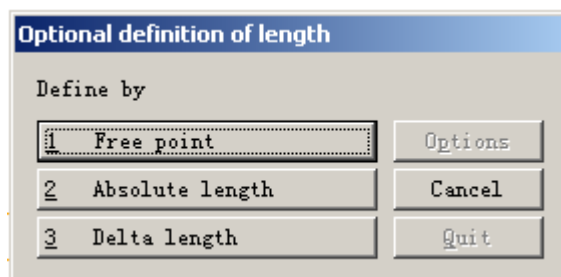 Optional definition of length
Define by
1 Free point
Options
2 Absolute length
Cancel
3 Delta length
Quit